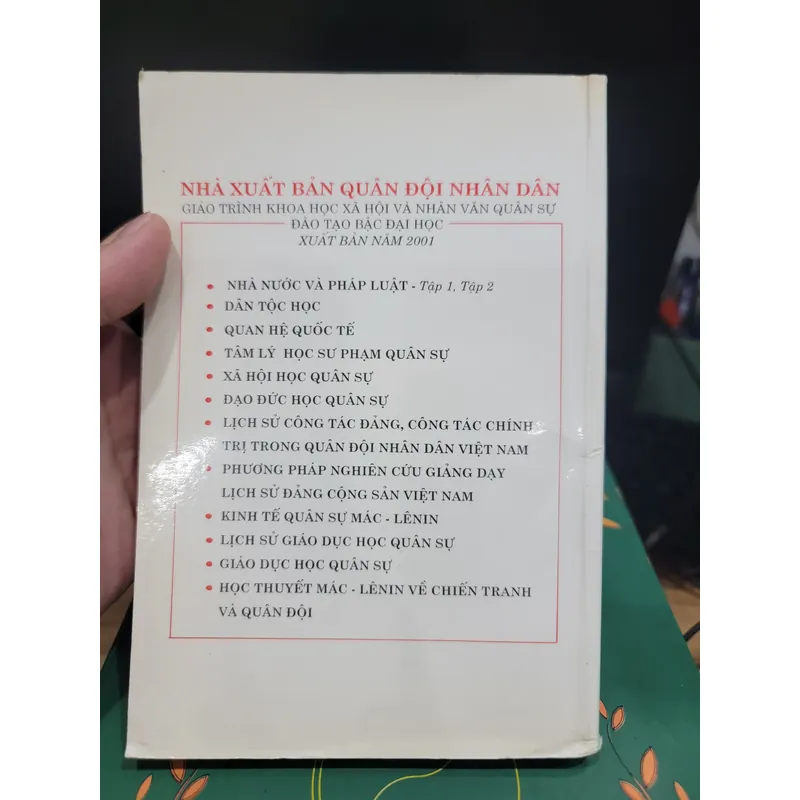 NHÀ XUẤT BẢN QUÂN ĐỘI NHÂN DÂN
GIÁO TRÌNH KHOA HỌC XÃ HỘI VÀ NHÂN VĂN QUÂN SỰ
ĐÀO TẠO BẬC ĐẠI HỌC
XUẤT BẢN NĂM 2001
• NHÀ NƯỚC VÀ PHÁP LUẬT - Tập 1, Tập 2
• DÂN TỘC HỌC
• QUAN HỆ QUỐC TẾ
• TÂM LÝ HỌC SƯ PHẠM QUÂN SỰ
• XÃ HỘI HỌC QUÂN SỰ
• ĐẠO ĐỨC HỌC QUÂN SỰ
• LỊCH SỬ CÔNG TÁC ĐẢNG, CÔNG TÁC CHÍNH
TRỊ TRONG QUÂN ĐỘI NHÂN DÂN VIỆT NAM
• PHƯƠNG PHÁP NGHIÊN CỨU GIẢNG DẠY
LỊCH SỬ ĐẢNG CỘNG SẢN VIỆT NAM
• KINH TẾ QUÂN SỰ MÁC - LÊNIN
• LỊCH SỬ GIÁO DỤC HỌC QUÂN SỰ
• GIÁO DỤC HỌC QUÂN SỰ
• HỌC THUYẾT MÁC - LÊNIN VỀ CHIẾN TRANH
VÀ QUÂN ĐỘI